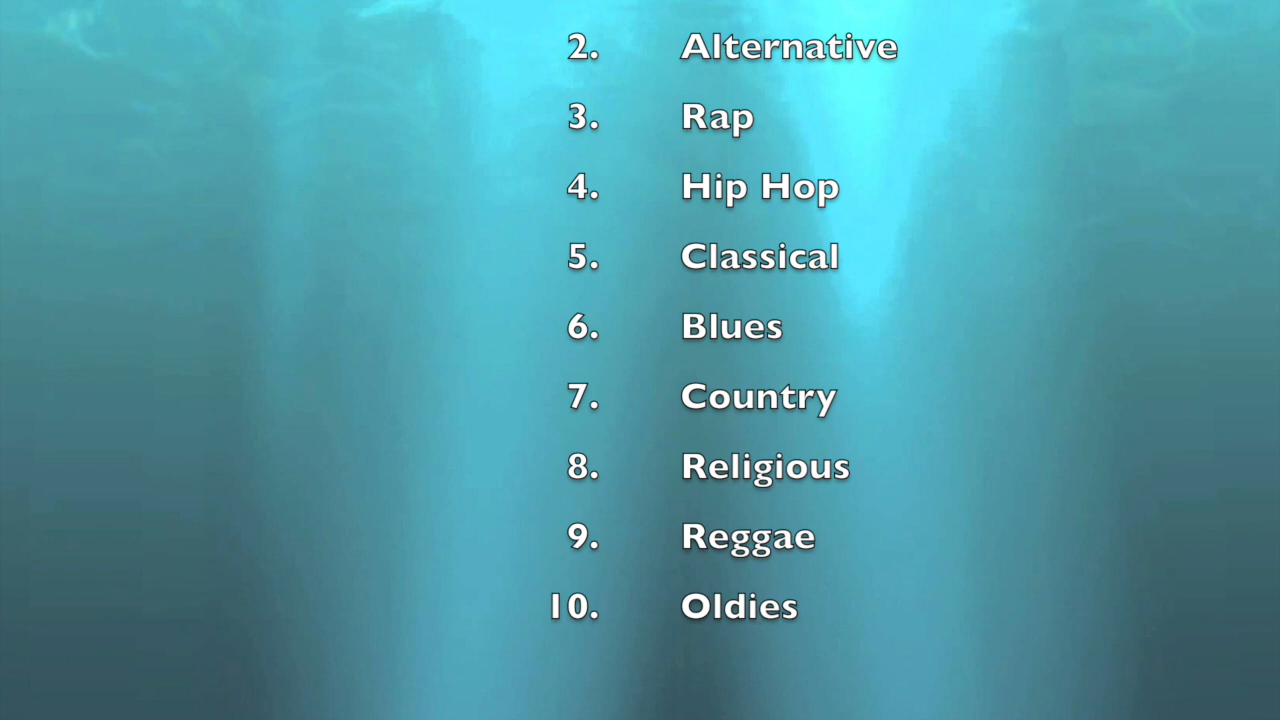 2. Alternative
3. Rap
4. Hip Hop
5. Classical
6. Blues
7. Country
8. Religious
9. Reggae
10. Oldies